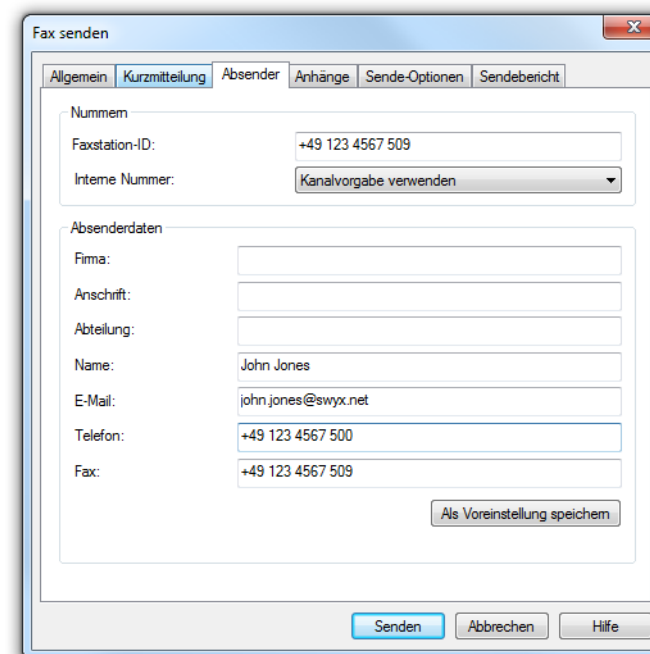 Fax senden
Allgemein Kurzmitteilung Absender Anhänge Sende-Optionen Sendebericht
Nummern
Faxstation-ID: +49 123 4567 509
Interne Nummer: Kanalvorgabe verwenden
Absenderdaten
Firma:
Anschrift:
Abteilung:
Name: John Jones
E-Mail: john.jones@swyx.net
Telefon: +49 123 4567 500
Fax: +49 123 4567 509
Als Voreinstellung speichern
Senden Abbrechen Hilfe